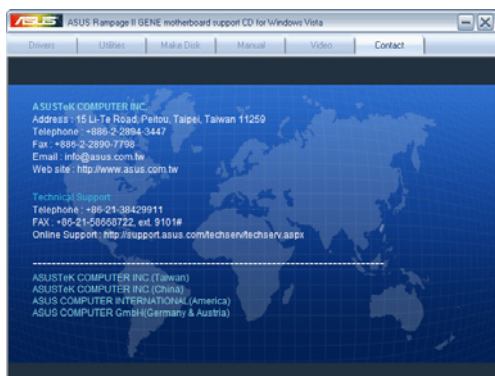 ASUS ASUS Rampage II GENE motherboard support CD for Windows Vista
Drivers Utilities Make Disk Manual Video Contact
ASUSTeK COMPUTER INC.
Address : 15 Li-Te Road, Peitou, Taipei, Taiwan 11259
Telephone : +886-2-2894-3447
Fax : +886-2-2890-7798
Email : info@asus.com.tw
Web site : http://www.asus.com.tw
Technical Support
Telephone : +86-21-38429911
FAX : +86-21-58668722, ext. 9101#
Online Support : http://support.asus.com/techserv/techserv.aspx
ASUSTeK COMPUTER INC.(Taiwan)
ASUSTeK COMPUTER INC.(China)
ASUS COMPUTER INTERNATIONAL(America)
ASUS COMPUTER GmbH(Germany & Austria)